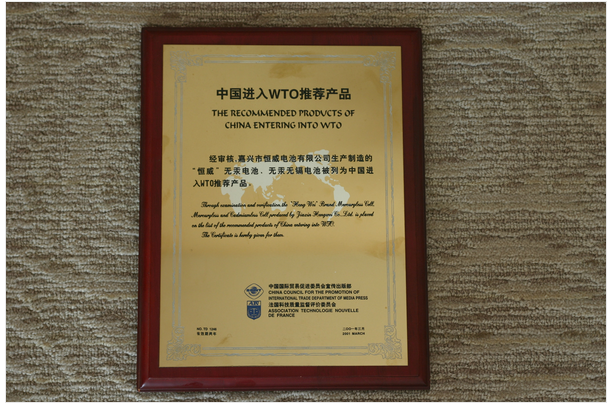 中国进入WTO推荐产品
THE RECOMMENDED PRODUCTS OF
CHINA ENTERING INTO WTO
经审核,嘉兴市恒威电池有限公司生产制造的
“恒威”无汞电池、无汞无镉电池被列为中国进
入WTO推荐产品。
Through examination and verification, the "Heng Wei" Brand Mercuryless Cell,
Mercuryless and Cadmiumless Cell produced by Jiaxin Co., Ltd. is placed
on the list of the recommended products of China entering into WTO.
The Certificate is hereby given for them.
中国国际贸易促进委员会宣传出版部
CHINA COUNCIL FOR THE PROMOTION OF
INTERNATIONAL TRADE DEPARTMENT OF MEDIA PRESS
法国科技质量监督评价委员会
ASSOCIATION TECHNOLOGIE NOUVELLE
DE FRANCE
二〇〇一年三月
2001 MARCH